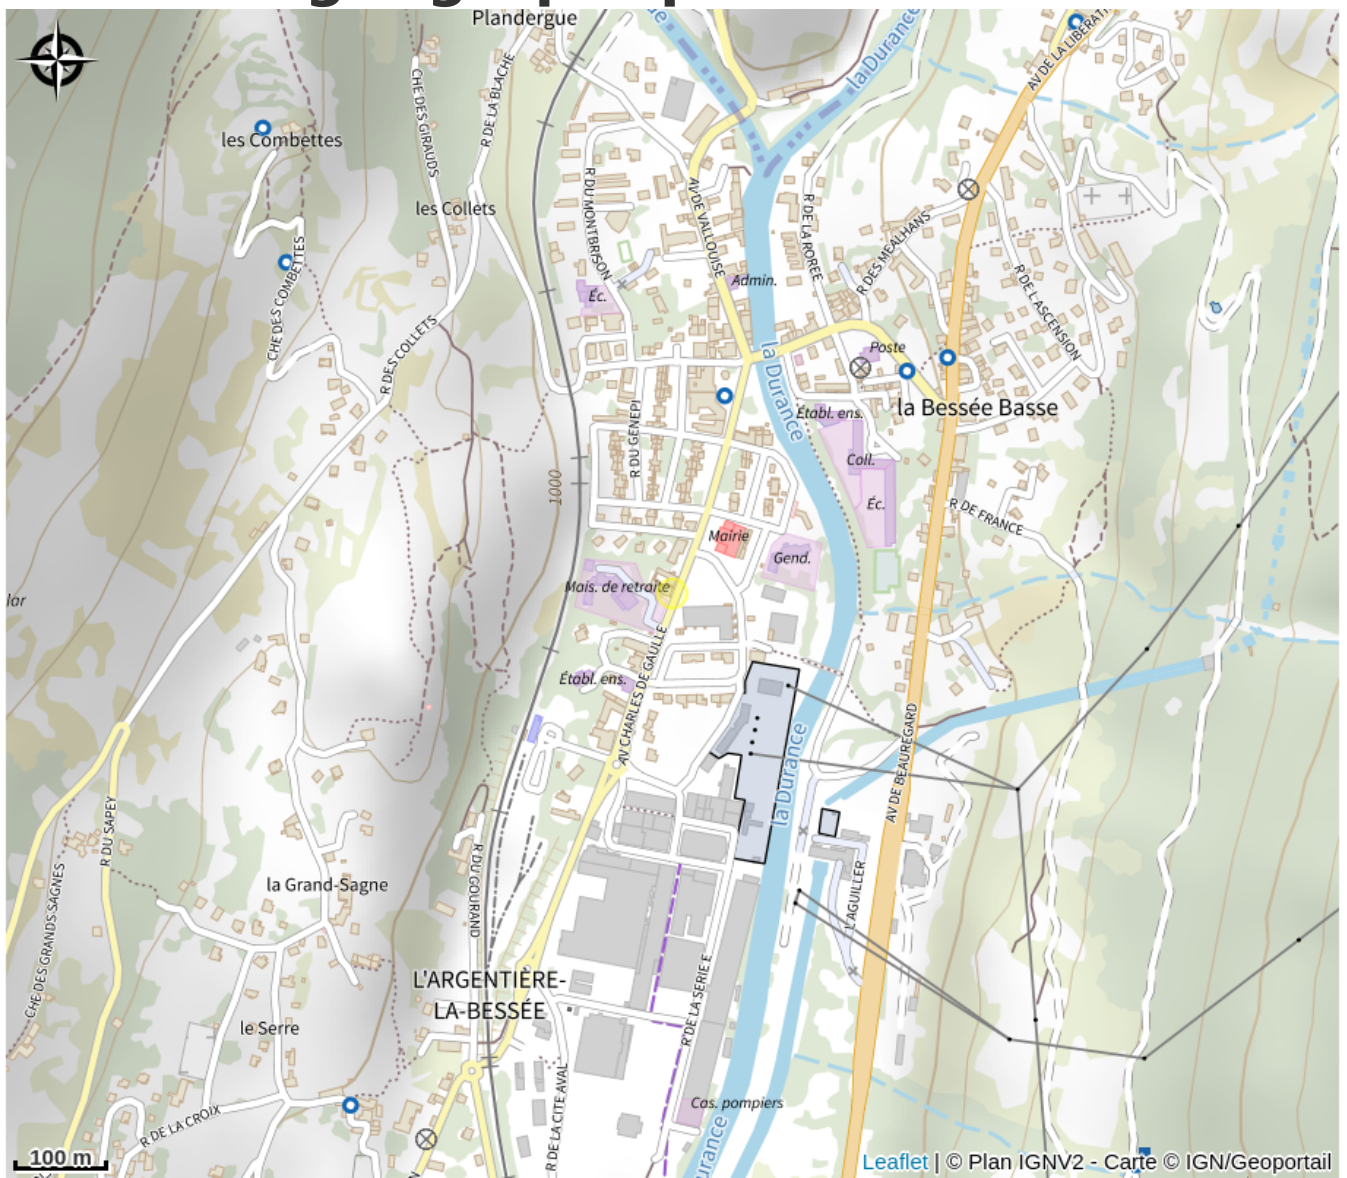 Plandergue
la Durance
AV DE LA LIBERATI
CHE DES GIRAUDS
R DE LA BLACHE
les Combettes
les Collets
R DU MONTBRISON
AV DE VALLOUISE
R DE LA ROREE
R DES MEALHANS
CHE DES COMBETTES
Admin.
Éc.
R DE L ASCENSION
R DES COLLETS
la Durance
Poste
la Bessée Basse
Établ. ens.
R DU GENEPI
Coll.
1000
Éc.
R DE FRANCE
Mairie
Gend.
Mais. de retraite
lar
Établ. ens.
AV CHARLES DE GAULLE
AV DE BEAUREGARD
la Durance
R DU SAPEY
la Grand-Sagne
R DU GOURAND
L'AGUILLER
CHE DES GRANDS SAGNES
L'ARGENTIÈRE-
LA-BESSÉE
R DE LA SERIE E
le Serre
R DE LA CITE AVAL
Cas. pompiers
R DE LA CROIX
urance
100 m
Leaflet | © Plan IGNV2 - Carte © IGN/Geoportail